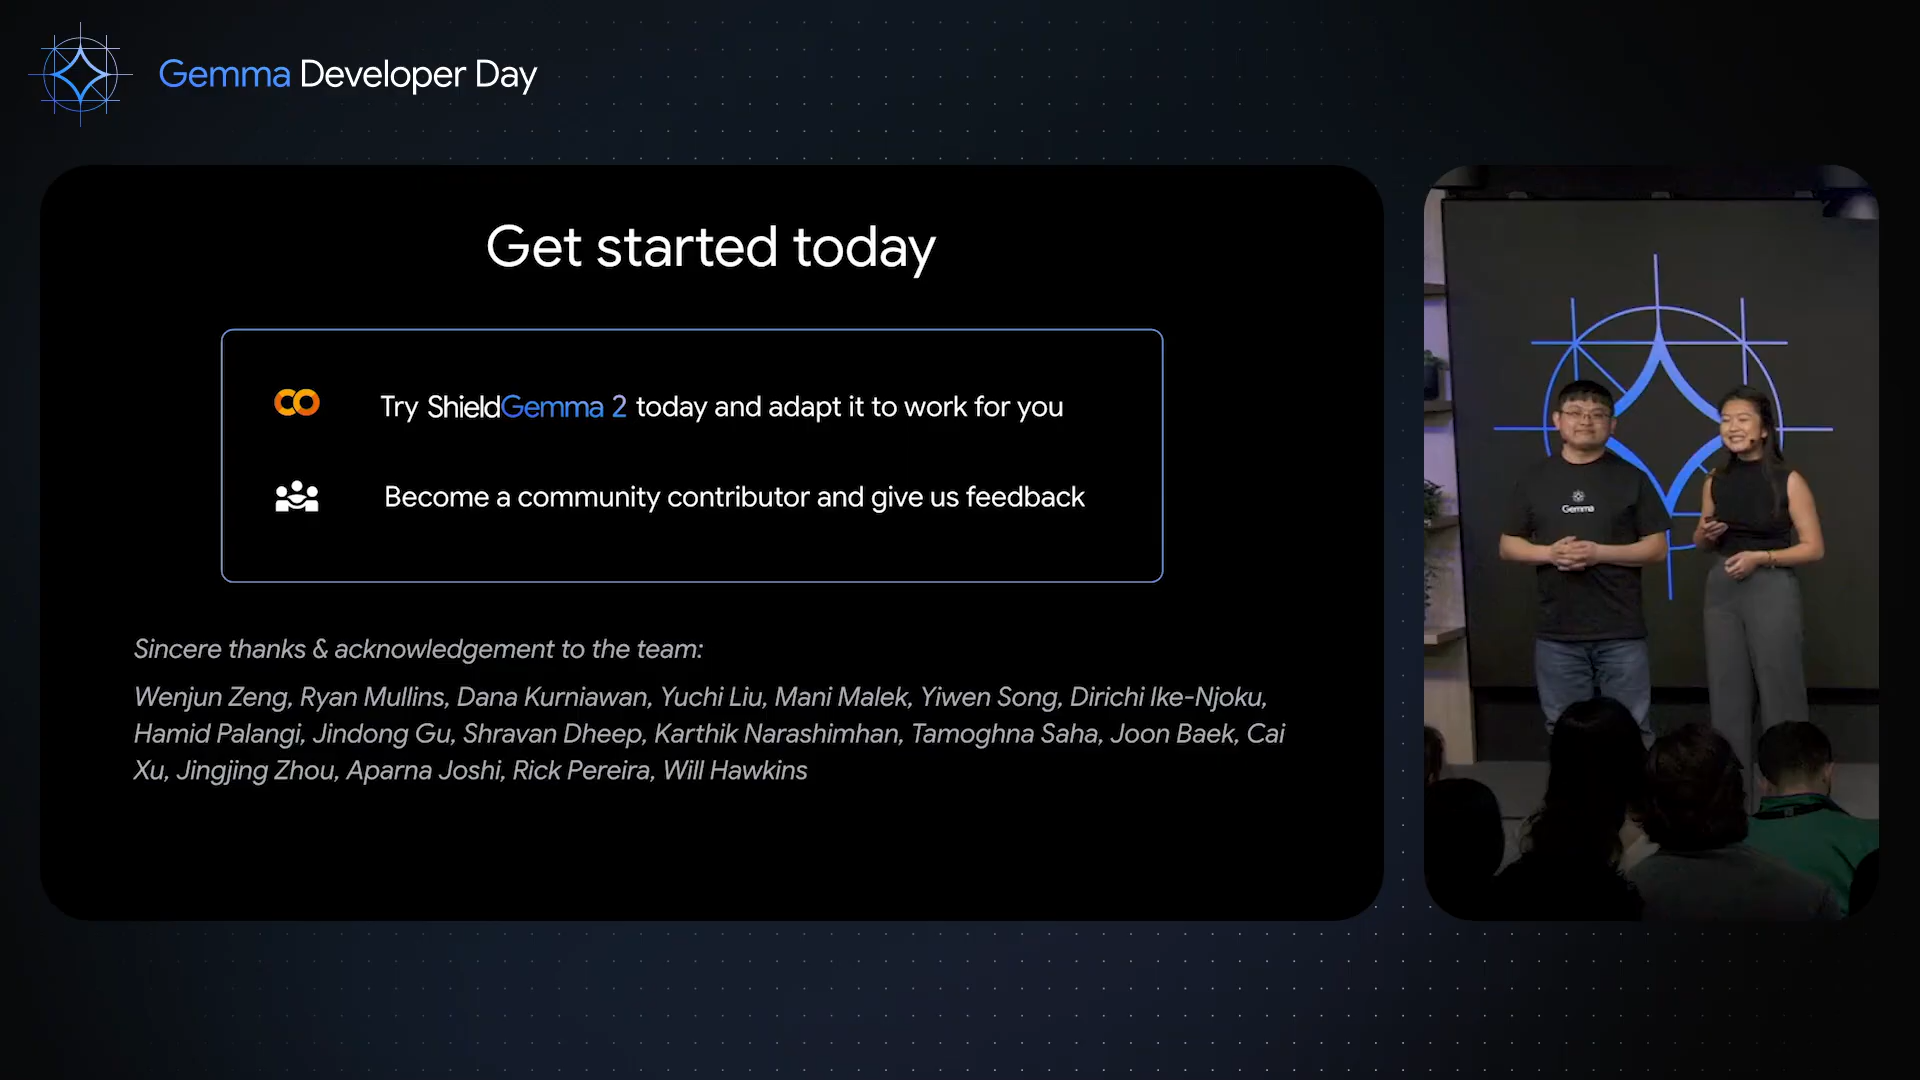 Gemma Developer Day
Get started today
Try ShieldGemma 2 today and adapt it to work for you
Become a community contributor and give us feedback
Sincere thanks & acknowledgement to the team:
Wenjun Zeng, Ryan Mullins, Dana Kurniawan, Yuchi Liu, Mani Malek, Yiwen Song, Dirichi Ike-Njoku,
Hamid Palangi, Jindong Gu, Shravan Dheep, Karthik Narashimhan, Tamoghna Saha, Joon Baek, Cai
Xu, Jingjing Zhou, Aparna Joshi, Rick Pereira, Will Hawkins
Gemma